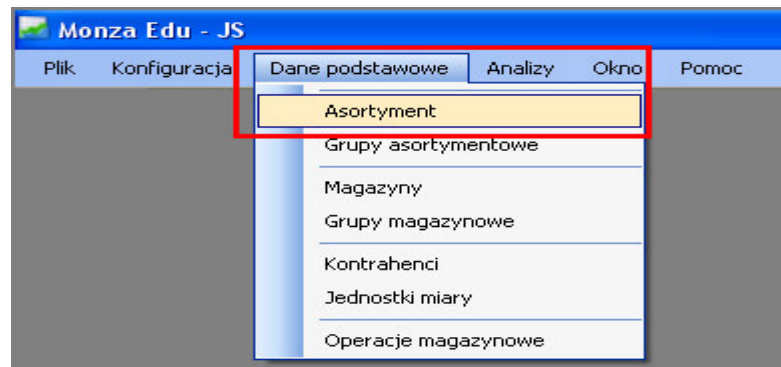 Monza Edu - JS
Plik Konfiguracja Dane podstawowe Analizy Okno Pomoc
Asortyment
Grupy asortymentowe
Magazyny
Grupy magazynowe
Kontrahenci
Jednostki miary
Operacje magazynowe